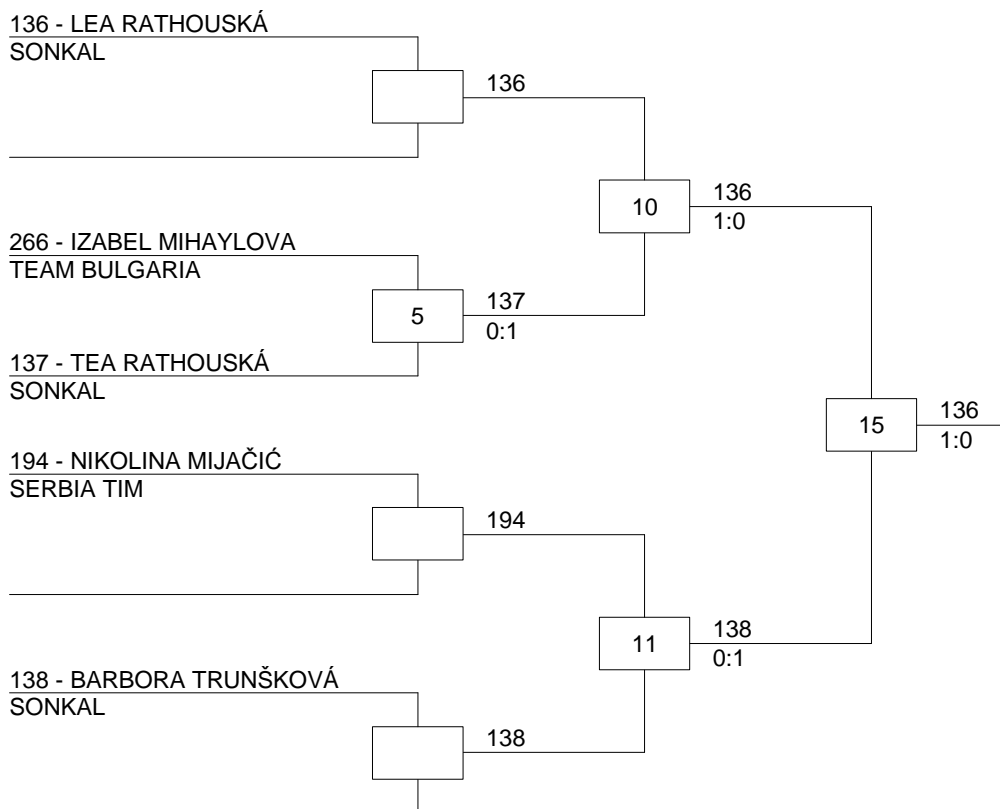 136 - LEA RATHOUSKÁ
SONKAL
136
10
136
1:0
266 - IZABEL MIHAYLOVA
TEAM BULGARIA
5
137
0:1
137 - TEA RATHOUSKÁ
SONKAL
15
136
1:0
194 - NIKOLINA MIJAČIĆ
SERBIA TIM
194
11
138
0:1
138 - BARBORA TRUNŠKOVÁ
SONKAL
138